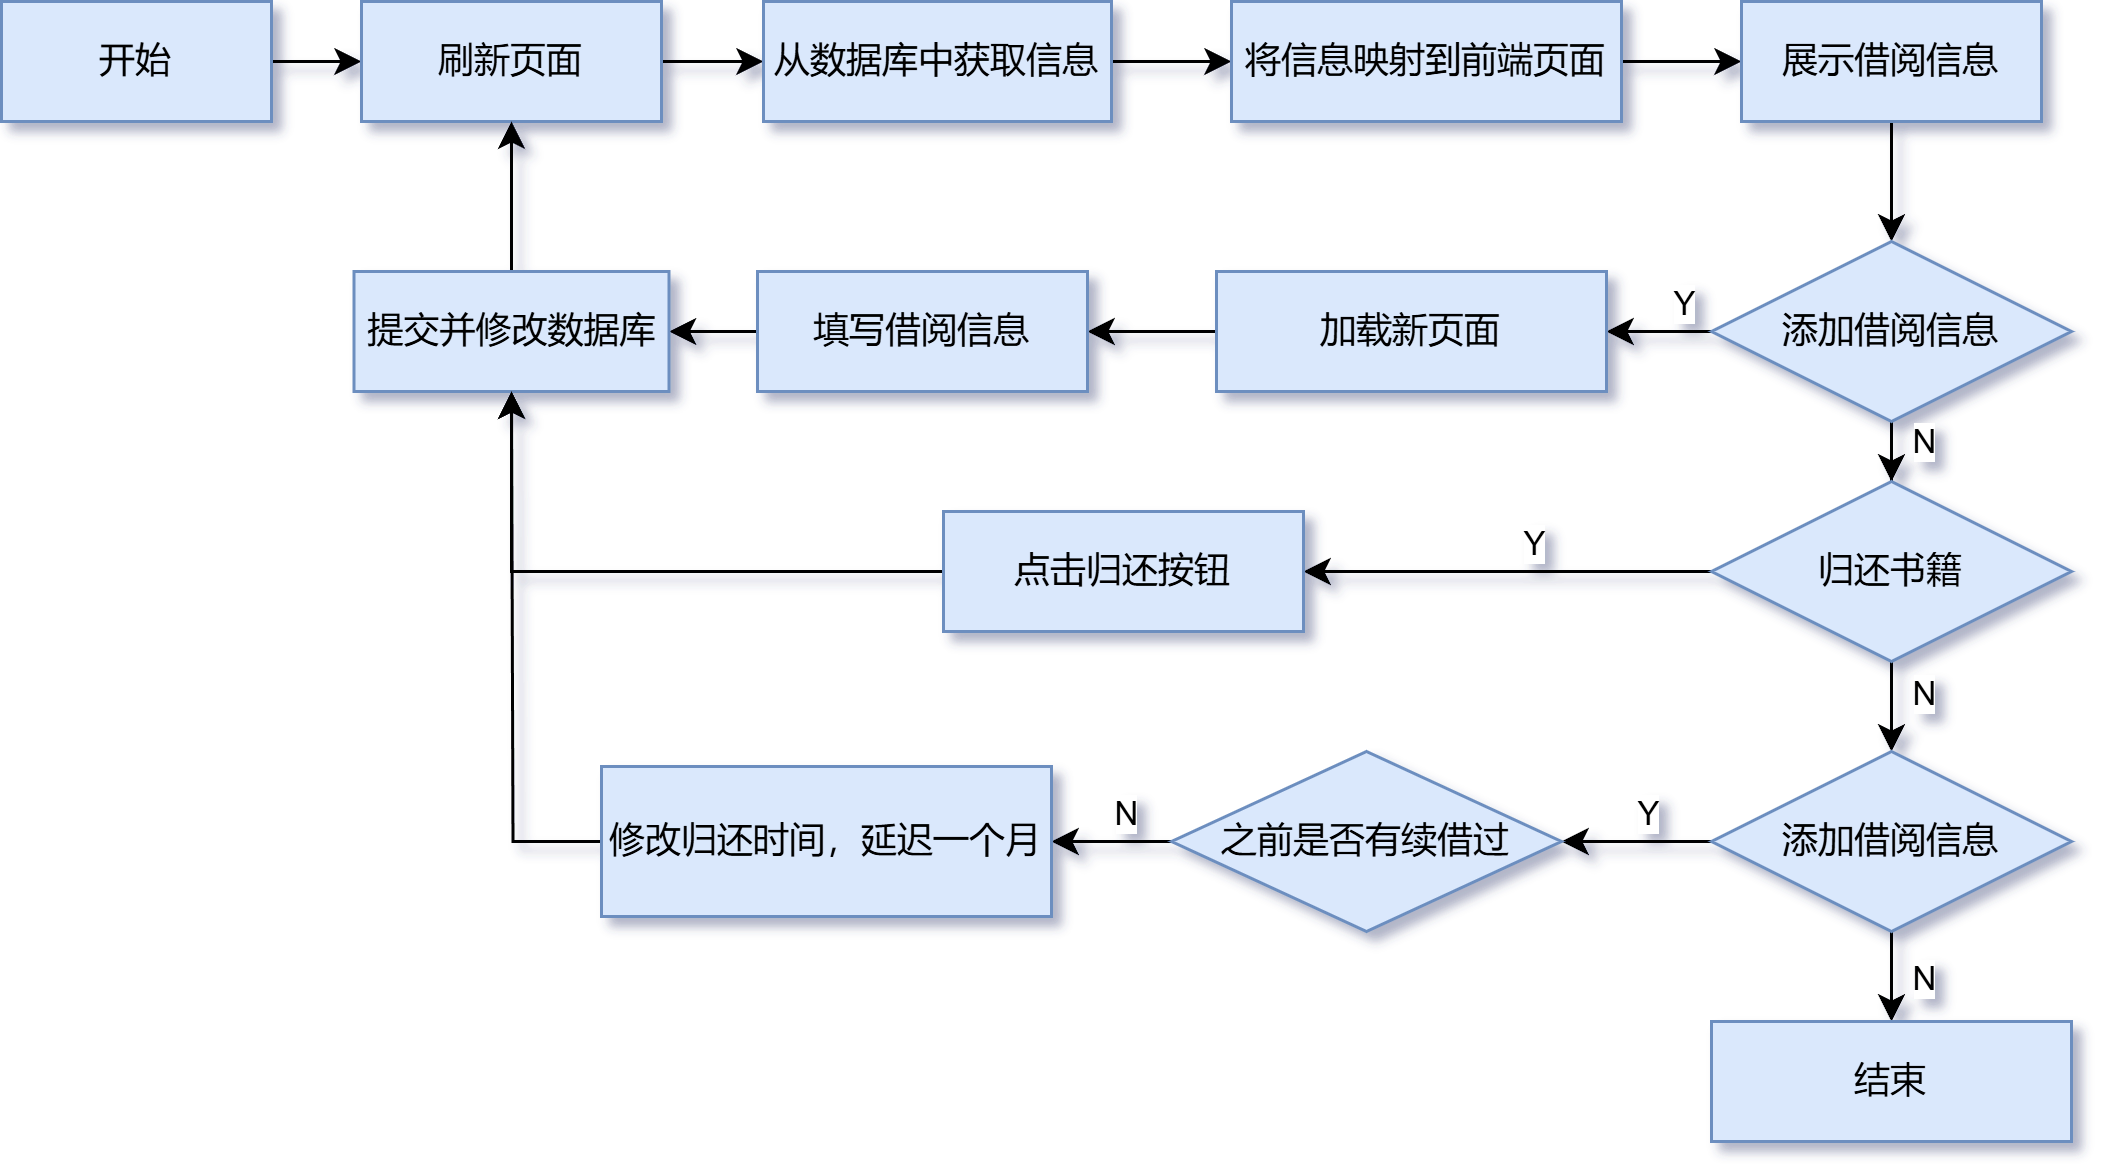 开始
刷新页面
从数据库中获取信息
将信息映射到前端页面
展示借阅信息
提交并修改数据库
填写借阅信息
加载新页面
Y
添加借阅信息
N
点击归还按钮
Y
归还书籍
N
修改归还时间，延迟一个月
N
之前是否有续借过
Y
添加借阅信息
N
结束